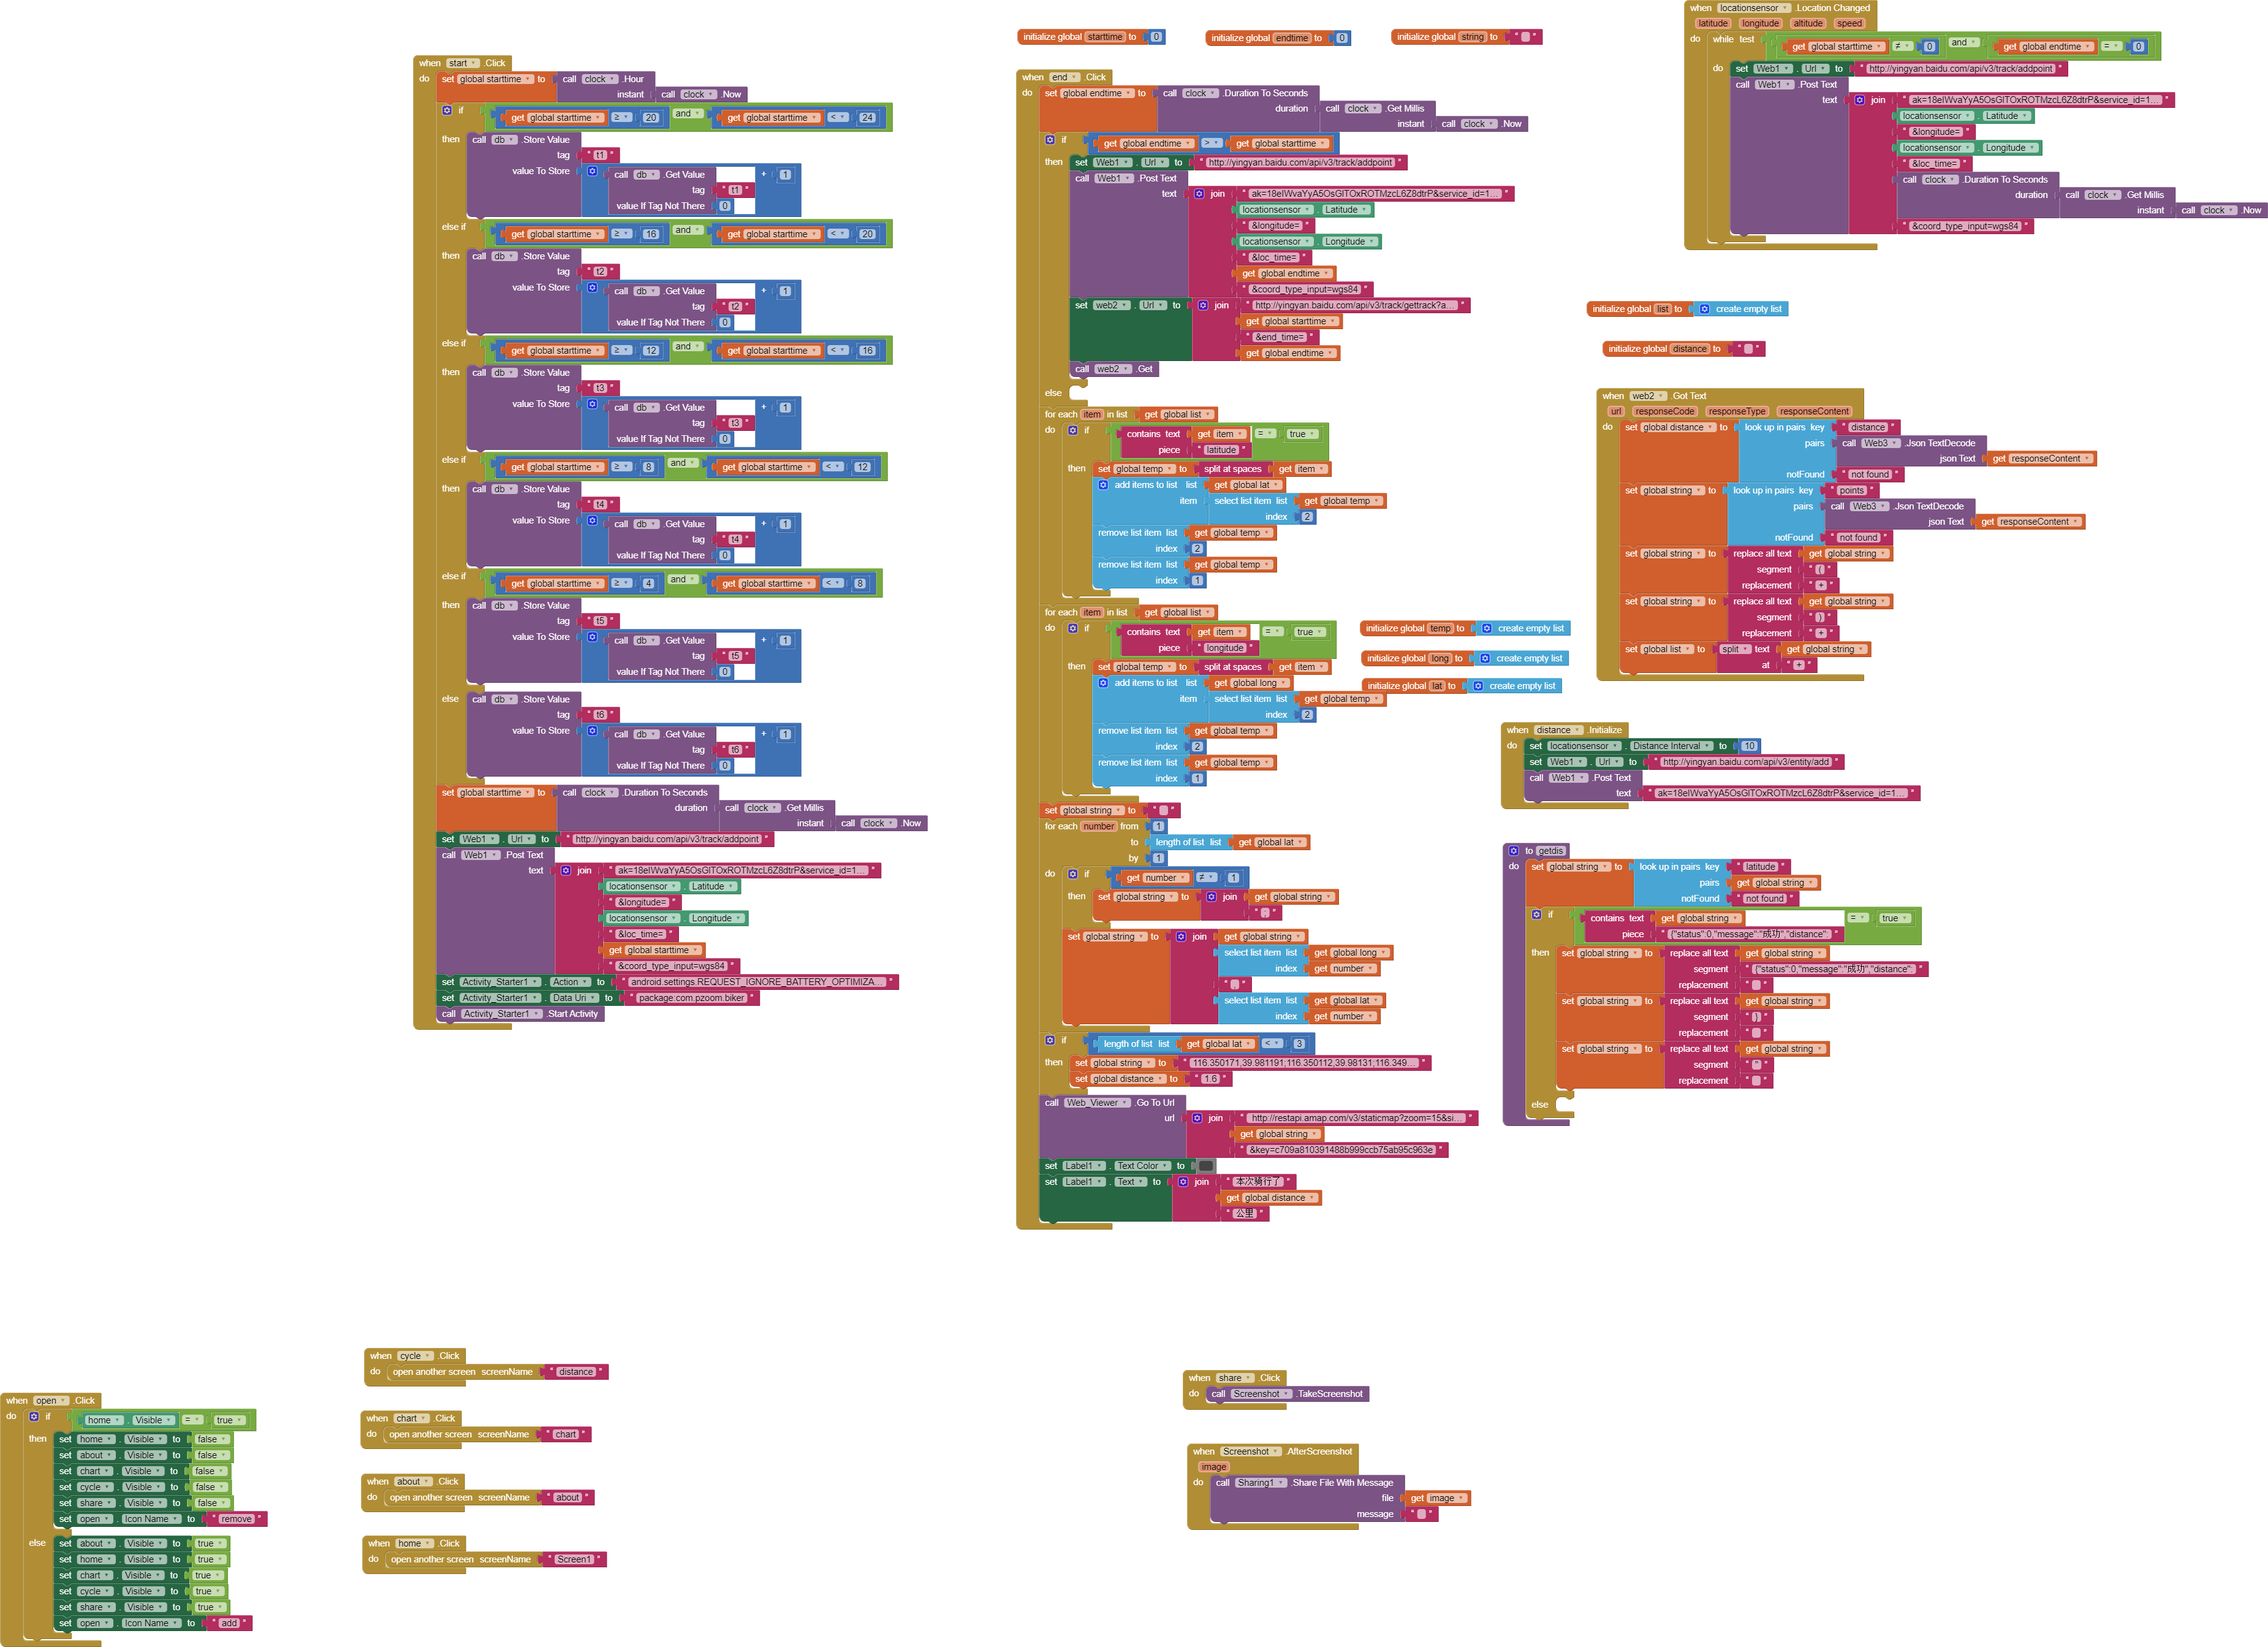 initialize global starttime to 0
initialize global endtime to 0
initialize global string to " "
when start .Click
do set global starttime to call clock .Hour
instant call clock .Now
if get global starttime ≥ 20 and get global starttime < 24
then call db .Store Value
tag " t1 "
value To Store call db .Get Value + 1
tag " t1 "
value If Tag Not There 0
else if get global starttime ≥ 16 and get global starttime < 20
then call db .Store Value
tag " t2 "
value To Store call db .Get Value + 1
tag " t2 "
value If Tag Not There 0
else if get global starttime ≥ 12 and get global starttime < 16
then call db .Store Value
tag " t3 "
value To Store call db .Get Value + 1
tag " t3 "
value If Tag Not There 0
else if get global starttime ≥ 8 and get global starttime < 12
then call db .Store Value
tag " t4 "
value To Store call db .Get Value + 1
tag " t4 "
value If Tag Not There 0
else if get global starttime ≥ 4 and get global starttime < 8
then call db .Store Value
tag " t5 "
value To Store call db .Get Value + 1
tag " t5 "
value If Tag Not There 0
else call db .Store Value
tag " t6 "
value To Store call db .Get Value + 1
tag " t6 "
value If Tag Not There 0
set global starttime to call clock .Duration To Seconds
duration call clock .Get Millis
instant call clock .Now
set Web1 . Url to " http://yingyan.baidu.com/api/v3/track/addpoint "
call Web1 .Post Text
text join " ak=18eIWvaYyA5OsGlTOxROTMzcL6Z8dtrP&service_id=1... "
locationsensor . Latitude
" &longitude= "
locationsensor . Longitude
" &loc_time= "
get global starttime
" &coord_type_input=wgs84 "
set Activity_Starter1 . Action to " android.settings.REQUEST_IGNORE_BATTERY_OPTIMIZA... "
set Activity_Starter1 . Data Uri to " package:com.pzoom.biker "
call Activity_Starter1 .Start Activity
when end .Click
do set global endtime to call clock .Duration To Seconds
duration call clock .Get Millis
instant call clock .Now
if get global endtime > get global starttime
then set Web1 . Url to " http://yingyan.baidu.com/api/v3/track/addpoint "
call Web1 .Post Text
text join " ak=18eIWvaYyA5OsGlTOxROTMzcL6Z8dtrP&service_id=1... "
locationsensor . Latitude
" &longitude= "
locationsensor . Longitude
" &loc_time= "
get global endtime
" &coord_type_input=wgs84 "
set web2 . Url to join " http://yingyan.baidu.com/api/v3/track/gettrack?a... "
get global starttime
" &end_time= "
get global endtime
call web2 .Get
else
for each item in list get global list
do if contains text get item = true
piece " latitude "
then set global temp to split at spaces get item
add items to list list get global lat
item select list item list get global temp
index 2
remove list item list get global temp
index 2
remove list item list get global temp
index 1
for each item in list get global list
do if contains text get item = true
piece " longitude "
then set global temp to split at spaces get item
add items to list list get global long
item select list item list get global temp
index 2
remove list item list get global temp
index 2
remove list item list get global temp
index 1
set global string to " "
for each number from 1
to length of list list get global lat
by 1
do if get number ≠ 1
then set global string to join get global string
" ; "
set global string to join get global string
select list item list get global long
index get number
" , "
select list item list get global lat
index get number
if length of list list get global lat < 3
then set global string to " 116.350171,39.981191;116.350112,39.98131;116.349... "
set global distance to " 1.6 "
call Web_Viewer .Go To Url
url join " http://restapi.amap.com/v3/staticmap?zoom=15&si... "
get global string
" &key=c709a810391488b999ccb75ab95c963e "
set Label1 . Text Color to
set Label1 . Text to join " 本次骑行了 "
get global distance
" 公里 "
initialize global temp to create empty list
initialize global long to create empty list
initialize global lat to create empty list
when locationsensor .Location Changed
latitude longitude altitude speed
do while test get global starttime ≠ 0 and get global endtime = 0
do set Web1 . Url to " http://yingyan.baidu.com/api/v3/track/addpoint "
call Web1 .Post Text
text join " ak=18eIWvaYyA5OsGlTOxROTMzcL6Z8dtrP&service_id=1... "
locationsensor . Latitude
" &longitude= "
locationsensor . Longitude
" &loc_time= "
call clock .Duration To Seconds
duration call clock .Get Millis
instant call clock .Now
" &coord_type_input=wgs84 "
initialize global list to create empty list
initialize global distance to " "
when web2 .Got Text
url responseCode responseType responseContent
do set global distance to look up in pairs key " distance "
pairs call Web3 .Json TextDecode
json Text get responseContent
notFound " not found "
set global string to look up in pairs key " points "
pairs call Web3 .Json TextDecode
json Text get responseContent
notFound " not found "
set global string to replace all text get global string
segment " ( "
replacement " + "
set global string to replace all text get global string
segment " ) "
replacement " + "
set global list to split text get global string
at " + "
when distance .Initialize
do set locationsensor . Distance Interval to 10
set Web1 . Url to " http://yingyan.baidu.com/api/v3/entity/add "
call Web1 .Post Text
text " ak=18eIWvaYyA5OsGlTOxROTMzcL6Z8dtrP&service_id=1... "
to getdis
do set global string to look up in pairs key " latitude "
pairs get global string
notFound " not found "
if contains text get global string = true
piece " {"status":0,"message":"成功","distance": "
then set global string to replace all text get global string
segment " {"status":0,"message":"成功","distance": "
replacement " "
set global string to replace all text get global string
segment " } "
replacement " "
set global string to replace all text get global string
segment " " "
replacement " "
else
when open .Click
do if home . Visible = true
then set home . Visible to false
set about . Visible to false
set chart . Visible to false
set cycle . Visible to false
set share . Visible to false
set open . Icon Name to " remove "
else set about . Visible to true
set home . Visible to true
set chart . Visible to true
set cycle . Visible to true
set share . Visible to true
set open . Icon Name to " add "
when cycle .Click
do open another screen screenName " distance "
when chart .Click
do open another screen screenName " chart "
when about .Click
do open another screen screenName " about "
when home .Click
do open another screen screenName " Screen1 "
when share .Click
do call Screenshot .TakeScreenshot
when Screenshot .AfterScreenshot
image
do call Sharing1 .Share File With Message
file get image
message " "